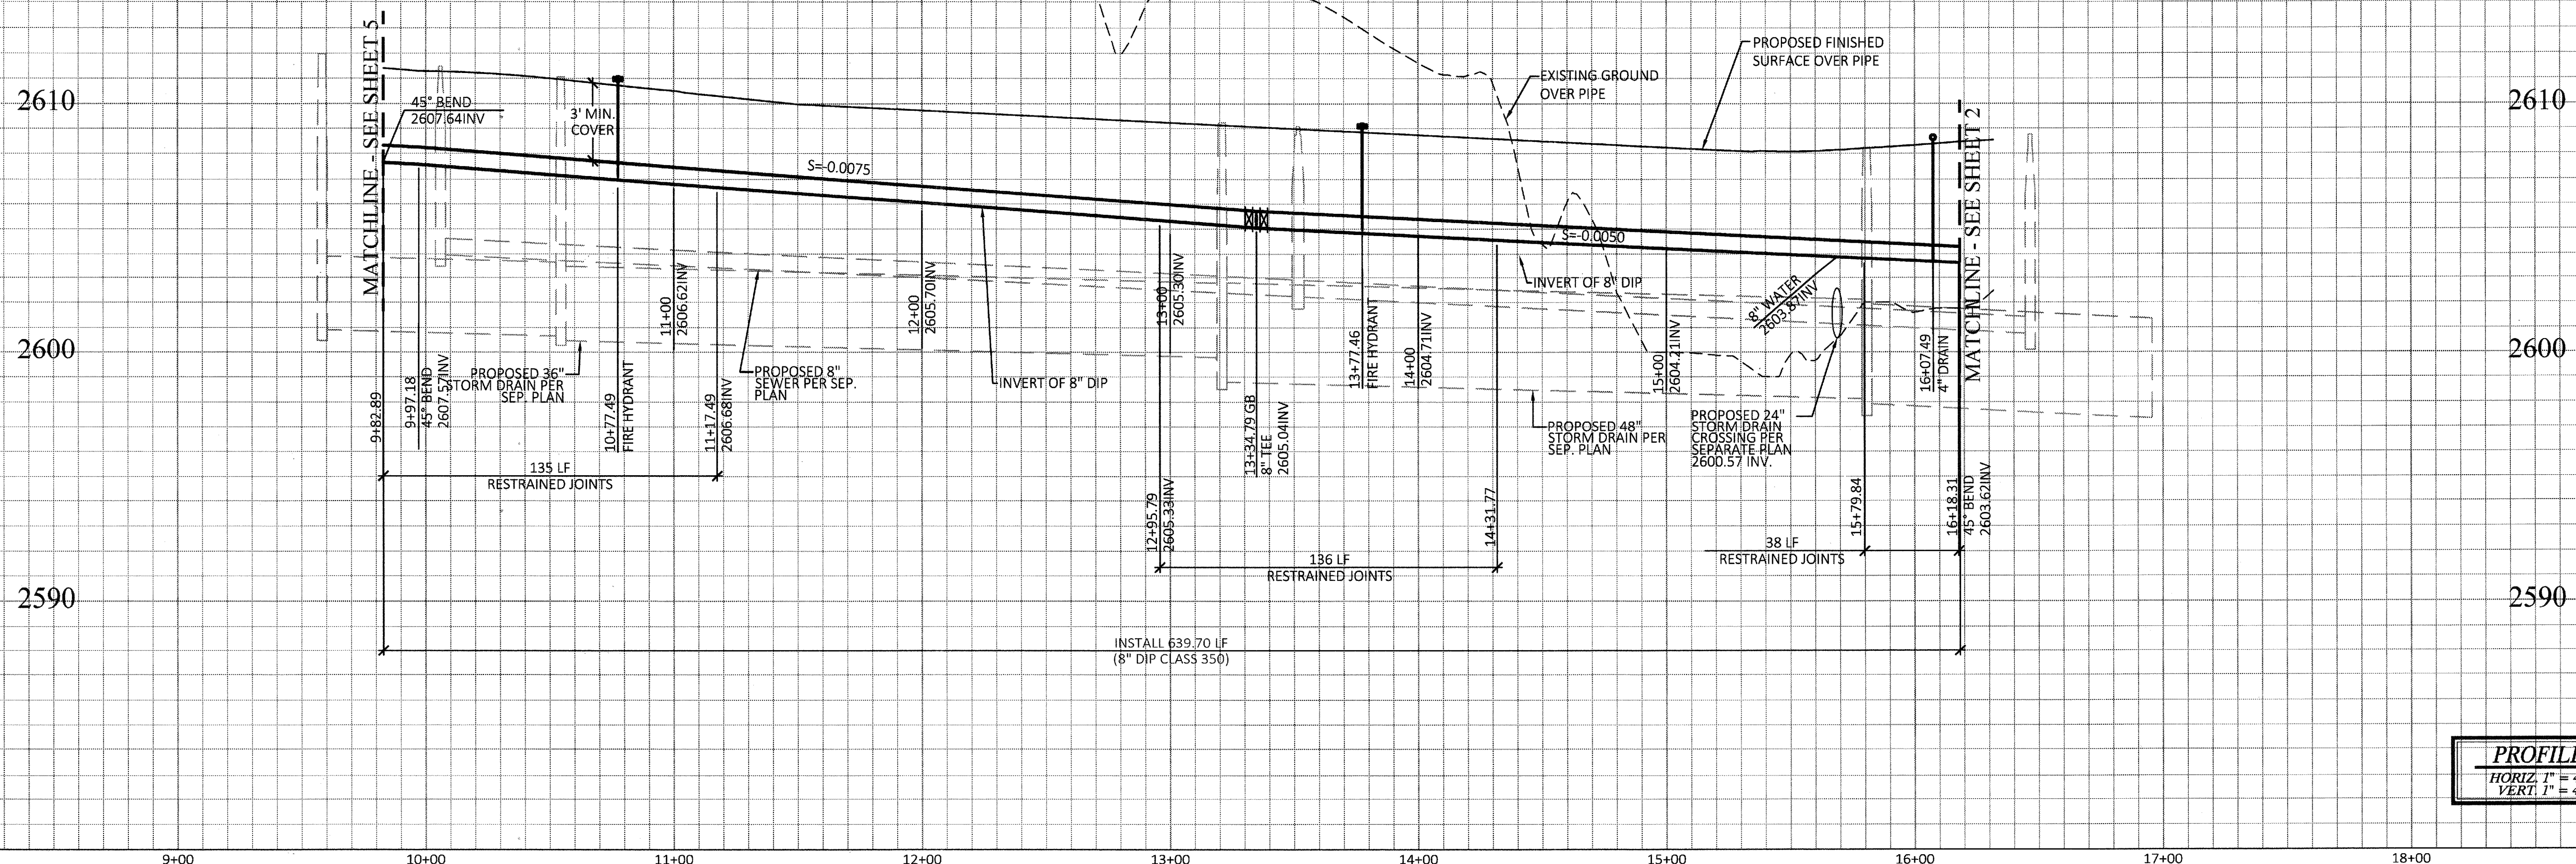 MATCHLINE - SEE SHEET 5
2610
45° BEND
2607.64INV
3' MIN.
COVER
S=-0.0075
EXISTING GROUND
OVER PIPE
PROPOSED FINISHED
SURFACE OVER PIPE
2610
MATCHLINE - SEE SHEET 2
S=-0.0050
INVERT OF 8" DIP
8" WATER
2603.87INV
2600
2600
9+82.89
9+97.18
45° BEND
2607.57INV
PROPOSED 36"
STORM DRAIN PER
SEP. PLAN
10+77.49
FIRE HYDRANT
11+00
2606.62INV
11+17.49
2606.68INV
PROPOSED 8"
SEWER PER SEP.
PLAN
12+00
2605.70INV
INVERT OF 8" DIP
13+00
2605.30INV
12+95.79
2605.33INV
13+34.79 GB
8" TEE
2605.04INV
13+77.46
FIRE HYDRANT
14+00
2604.71INV
14+31.77
PROPOSED 48"
STORM DRAIN PER
SEP. PLAN
15+00
2604.21INV
PROPOSED 24"
STORM DRAIN
CROSSING PER
SEPARATE PLAN
2600.57 INV.
15+79.84
16+07.49
4" DRAIN
16+18.31
45° BEND
2603.62INV
135 LF
RESTRAINED JOINTS
136 LF
RESTRAINED JOINTS
38 LF
RESTRAINED JOINTS
2590
2590
INSTALL 639.70 LF
(8" DIP CLASS 350)
PROFIL
HORIZ. 1" =
VERT. 1" =
9+00
10+00
11+00
12+00
13+00
14+00
15+00
16+00
17+00
18+00